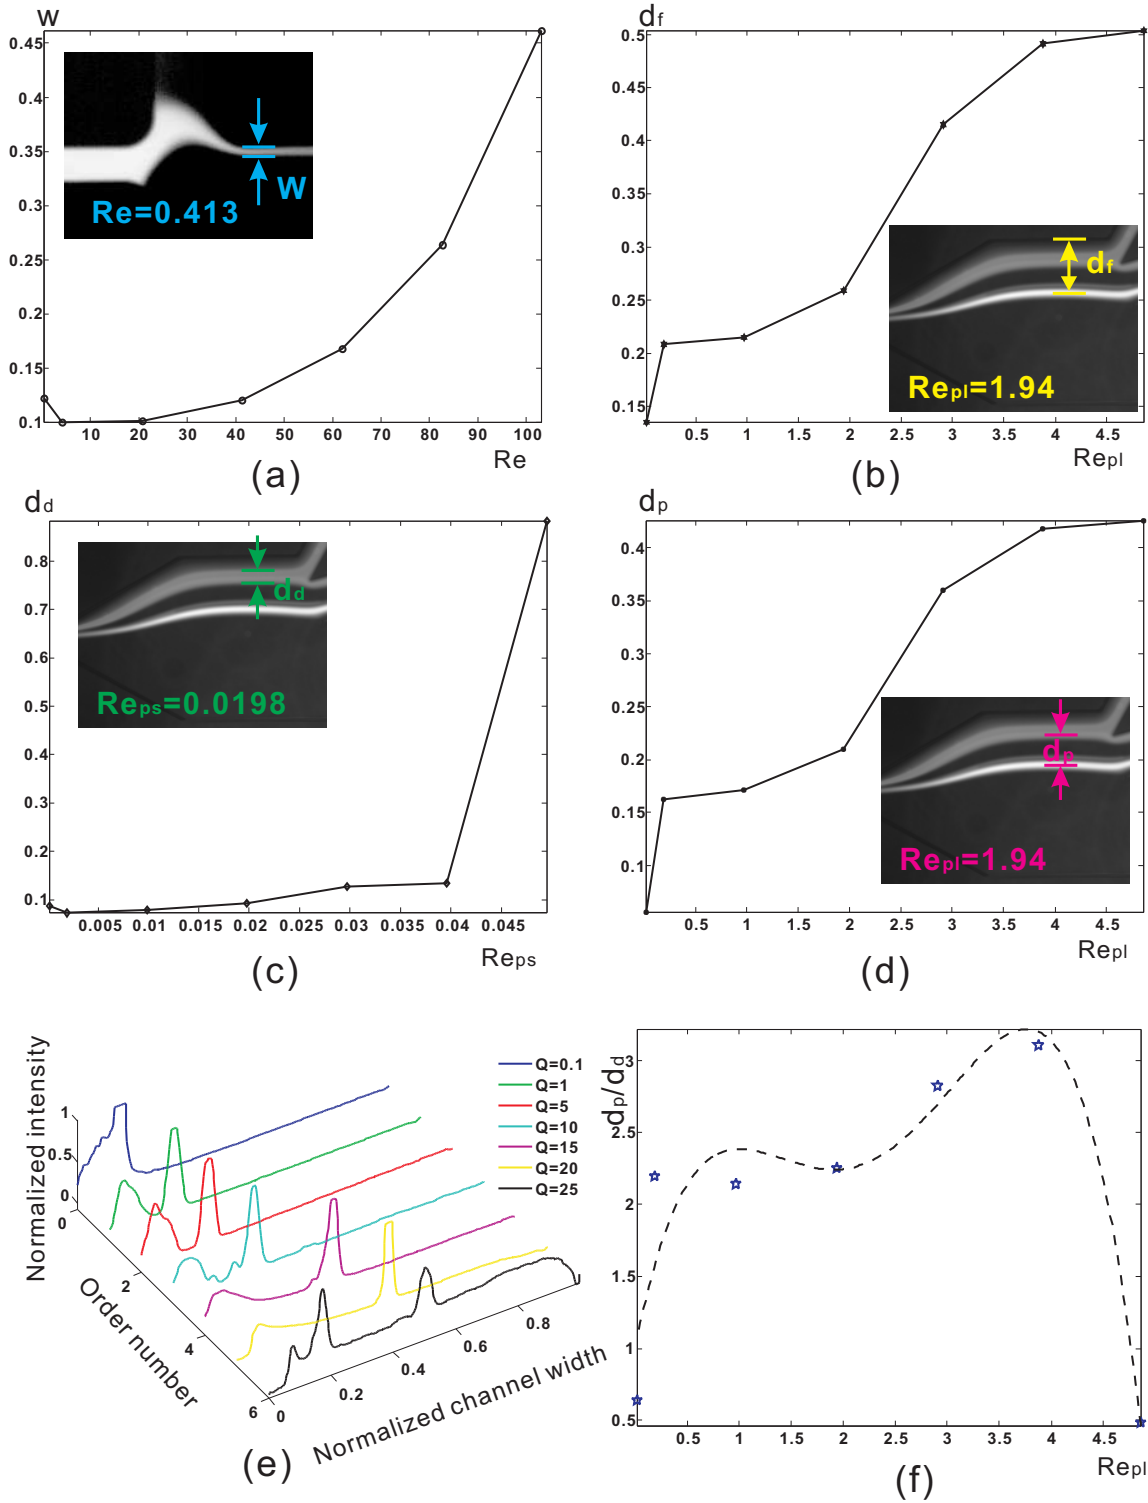 w
0.45
0.35
0.25
0.15
0.1
10 20 30 40 50 60 70 80 90 100
Re
Re=0.413
W
(a)
df
0.5
0.45
0.4
0.3
0.25
0.2
0.15
0.5 1 1.5 2 2.5 3 3.5 4 4.5
Repl
df
Repl=1.94
(b)
dd
0.8
0.7
0.6
0.5
0.4
0.3
0.2
0.1
0.005 0.01 0.015 0.02 0.025 0.03 0.035 0.04 0.045
Reps
dd
Reps=0.0198
(c)
dp
0.4
0.35
0.3
0.25
0.2
0.15
0.1
0.5 1 1.5 2 2.5 3 3.5 4 4.5
Repl
dp
Repl=1.94
(d)
Normalized intensity
1
0.5
0
0
2
4
6
Order number
0
0.2
0.4
0.6
0.8
Normalized channel width
Q=0.1
Q=1
Q=5
Q=10
Q=15
Q=20
Q=25
(e)
dp/dd
3
2.5
2
1.5
1
0.5
0.5 1 1.5 2 2.5 3 3.5 4 4.5
Repl
(f)